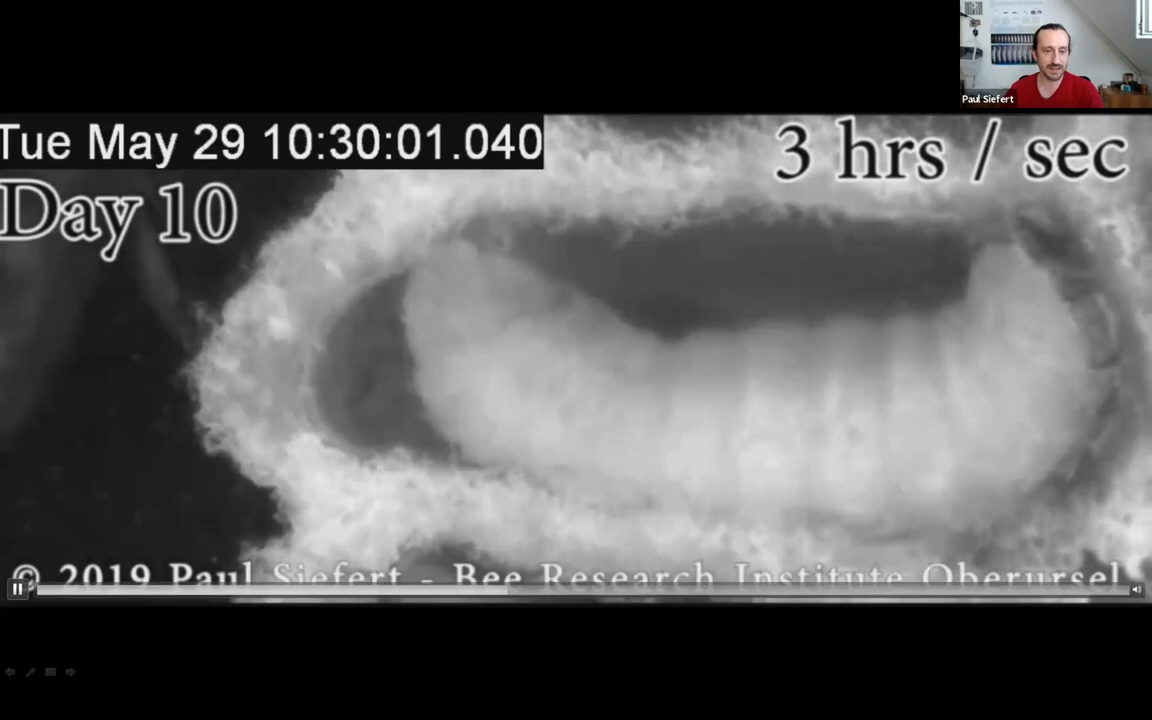 Paul Siefert
Tue May 29 10:30:01.040
3 hrs / sec
Day 10
© 2019 Paul Siefert - Bee Research Institute Oberursel